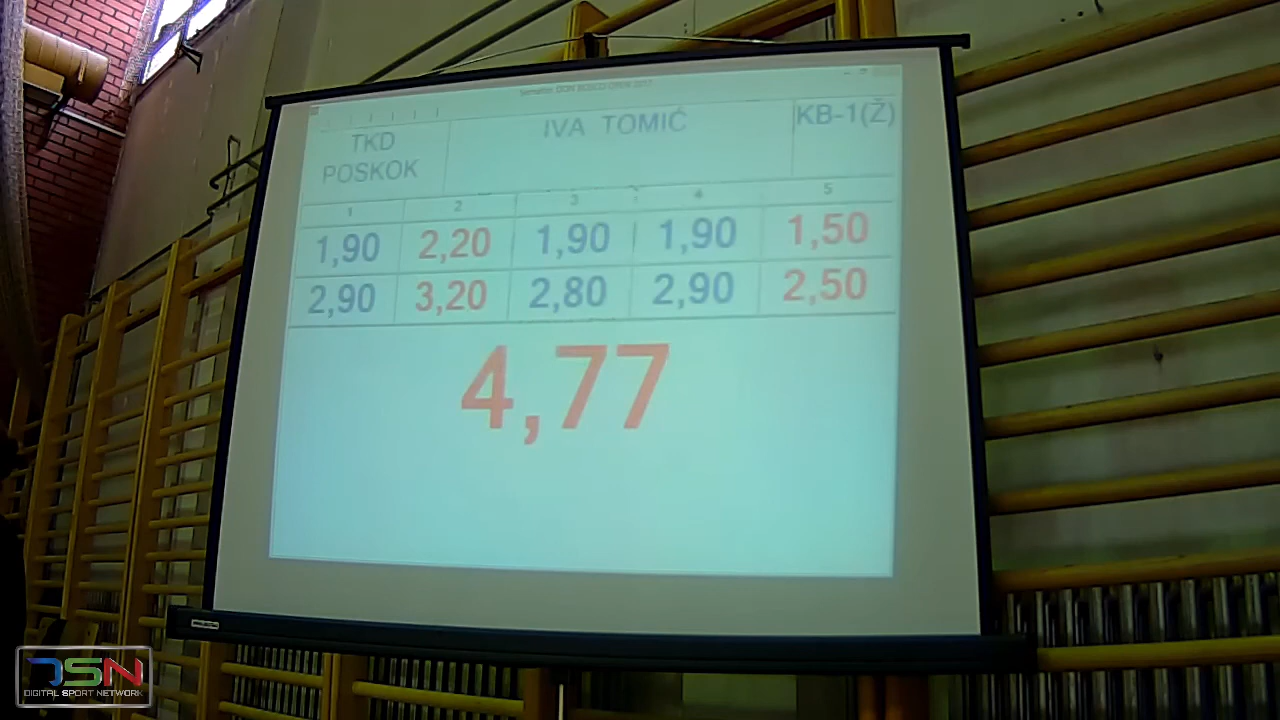 TKD
POSKOK
IVA TOMIĆ
KB-1(Ž)
1 2 3 4 5
1,90 2,20 1,90 1,90 1,50
2,90 3,20 2,80 2,90 2,50
4,77
DSN
DIGITAL SPORT NETWORK